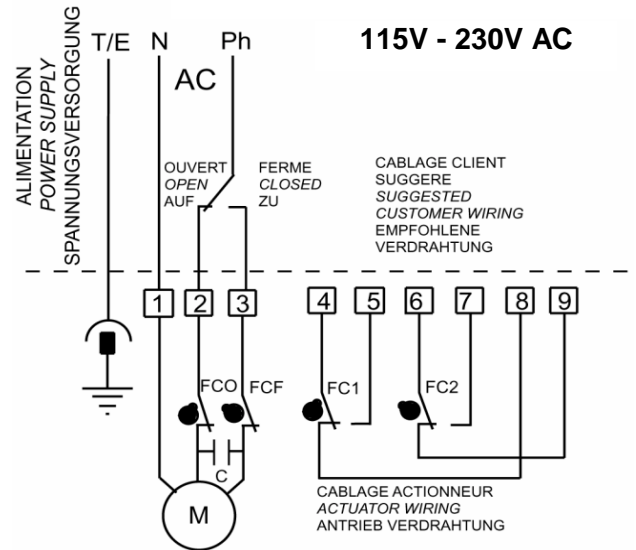 115V - 230V AC
T/E N Ph
AC
ALIMENTATION
POWER SUPPLY
SPANNUNGSVERSORGUNG
OUVERT
OPEN
AUF
FERME
CLOSED
ZU
CABLAGE CLIENT
SUGGERE
SUGGESTED
CUSTOMER WIRING
EMPFOHLENE
VERDRAHTUNG
1 2 3 4 5 6 7 8 9
FCO FCF FC1 FC2
C
M
CABLAGE ACTIONNEUR
ACTUATOR WIRING
ANTRIEB VERDRAHTUNG